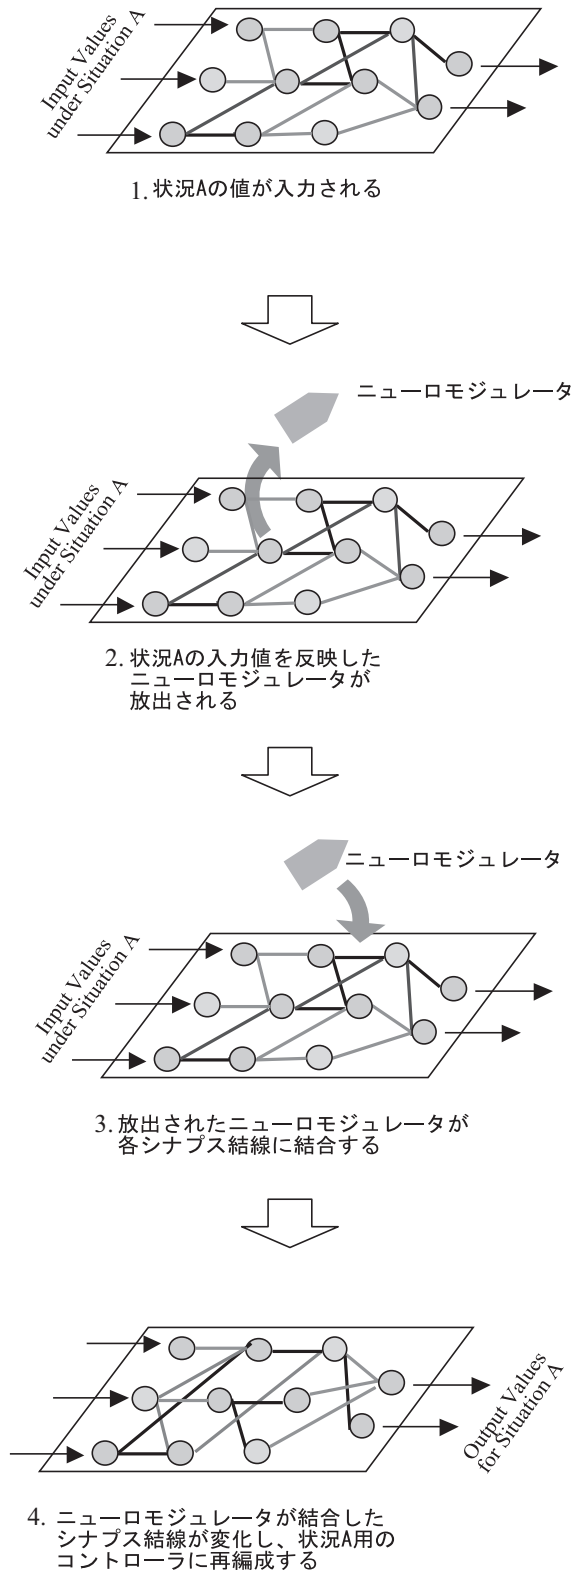 Input Values
under Situation A
1. 状況Aの値が入力される
ニューロモジュレータ
Input Values
under Situation A
2. 状況Aの入力値を反映した
ニューロモジュレータが
放出される
ニューロモジュレータ
Input Values
under Situation A
3. 放出されたニューロモジュレータが
各シナプス結線に結合する
Output Values
for Situation A
4. ニューロモジュレータが結合した
シナプス結線が変化し、状況A用の
コントローラに再編成する